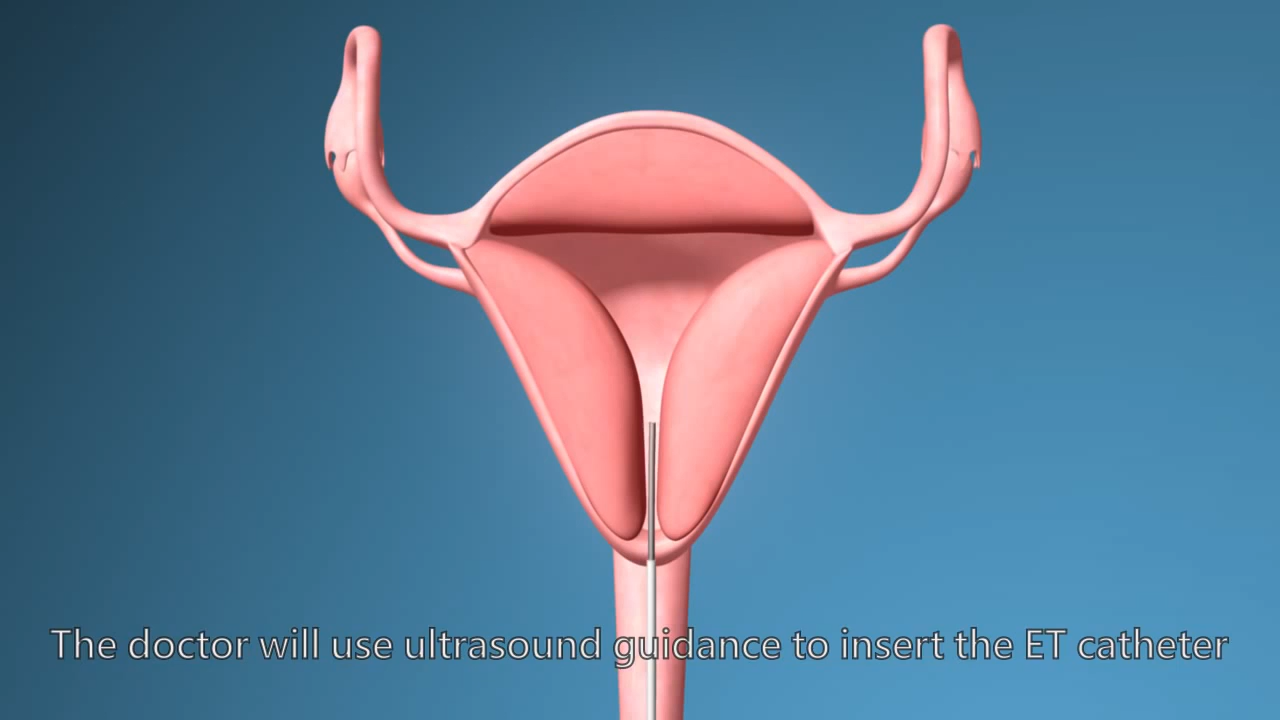 The doctor will use ultrasound guidance to insert the ET catheter